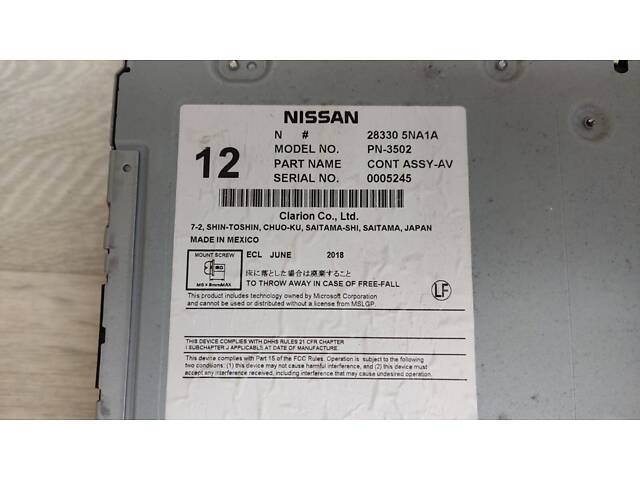 NISSAN
N # 28330 5NA1A
12
MODEL NO. PN-3502
PART NAME CONT ASSY-AV
SERIAL NO. 0005245
Clarion Co., Ltd.
7-2, SHIN-TOSHIN, CHUO-KU, SAITAMA-SHI, SAITAMA, JAPAN
MADE IN MEXICO
MOUNT SCREW
M5 × 8mmMAX
ECL JUNE 2018
床に落とした場合は廃棄すること
TO THROW AWAY IN CASE OF FREE-FALL
LF
This product includes technology owned by Microsoft Corporation
and cannot be used or distributed without a license from MSLGP.
THIS DEVICE COMPLIES WITH DHHS RULES 21 CFR CHAPTER
I SUBCHAPTER J APPLICABLE AT DATE OF MANUFACTURE.
This device complies with Part 15 of the FCC Rules. Operation is subject to the following
two conditions: (1) this device may not cause harmful interference, and (2) this device must
accept any interference received, including interference that may cause undesired operation.